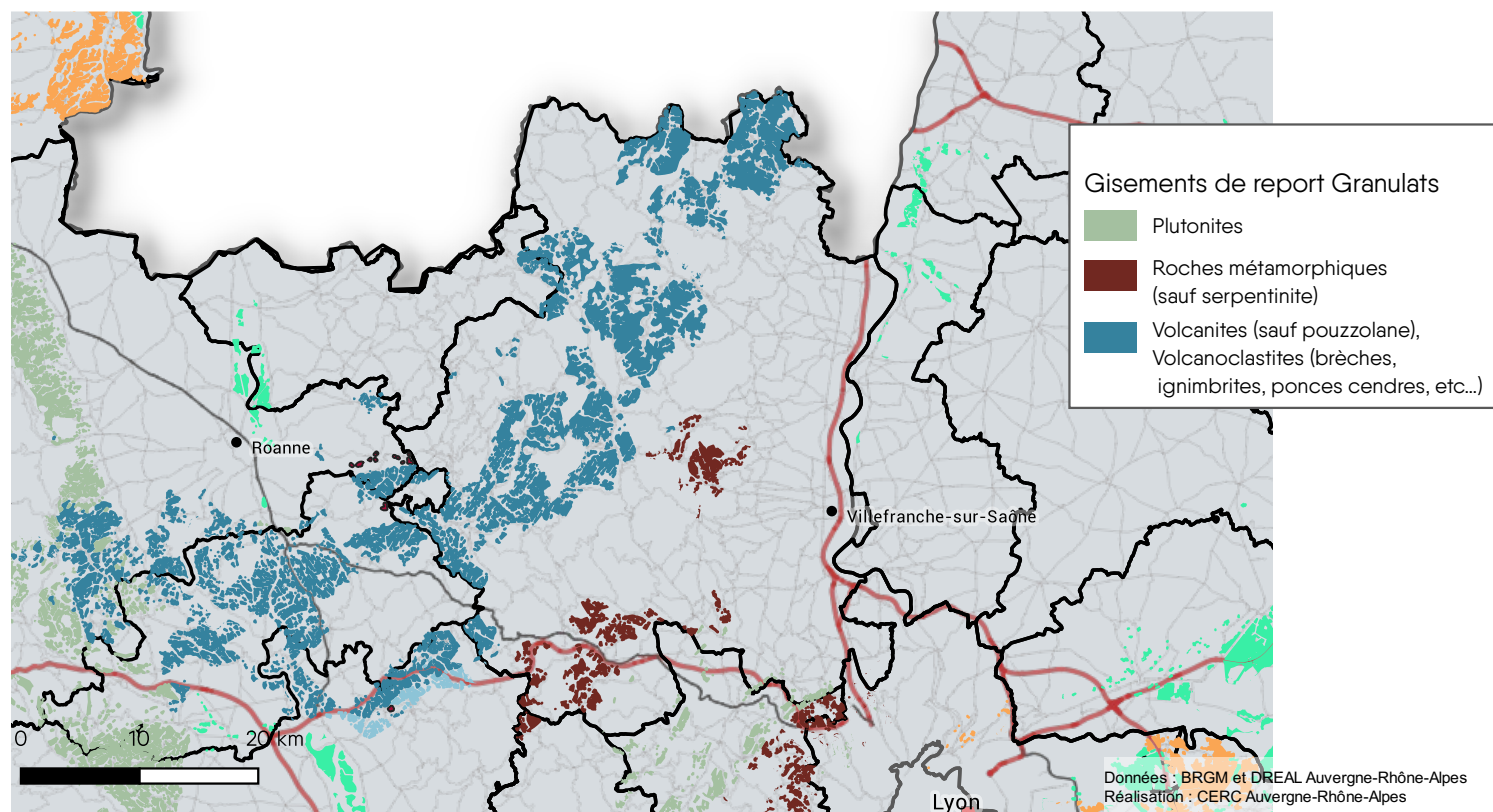 Gisements de report Granulats
Plutonites
Roches métamorphiques
(sauf serpentinite)
Volcanites (sauf pouzzolane),
Volcanoclastites (brèches,
ignimbrites, ponces cendres, etc...)
Roanne
Villefranche-sur-Saône
0 10 20 km
Lyon
Données : BRGM et DREAL Auvergne-Rhône-Alpes
Réalisation : CERC Auvergne-Rhône-Alpes